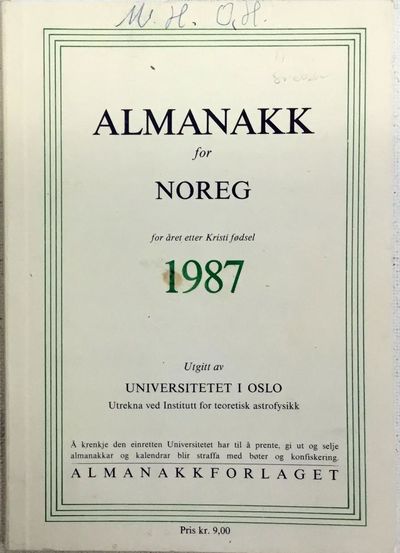 W. H. O. H.
ALMANAKK
for
NOREG
for året etter Kristi fødsel
1987
Utgitt av
UNIVERSITETET I OSLO
Utrekna ved Institutt for teoretisk astrofysikk
Å krenkje den einretten Universitetet har til å prente, gi ut og selje
almanakkar og kalendrar blir straffa med bøter og konfiskering.
ALMANAKKFORLAGET
Pris kr. 9,00